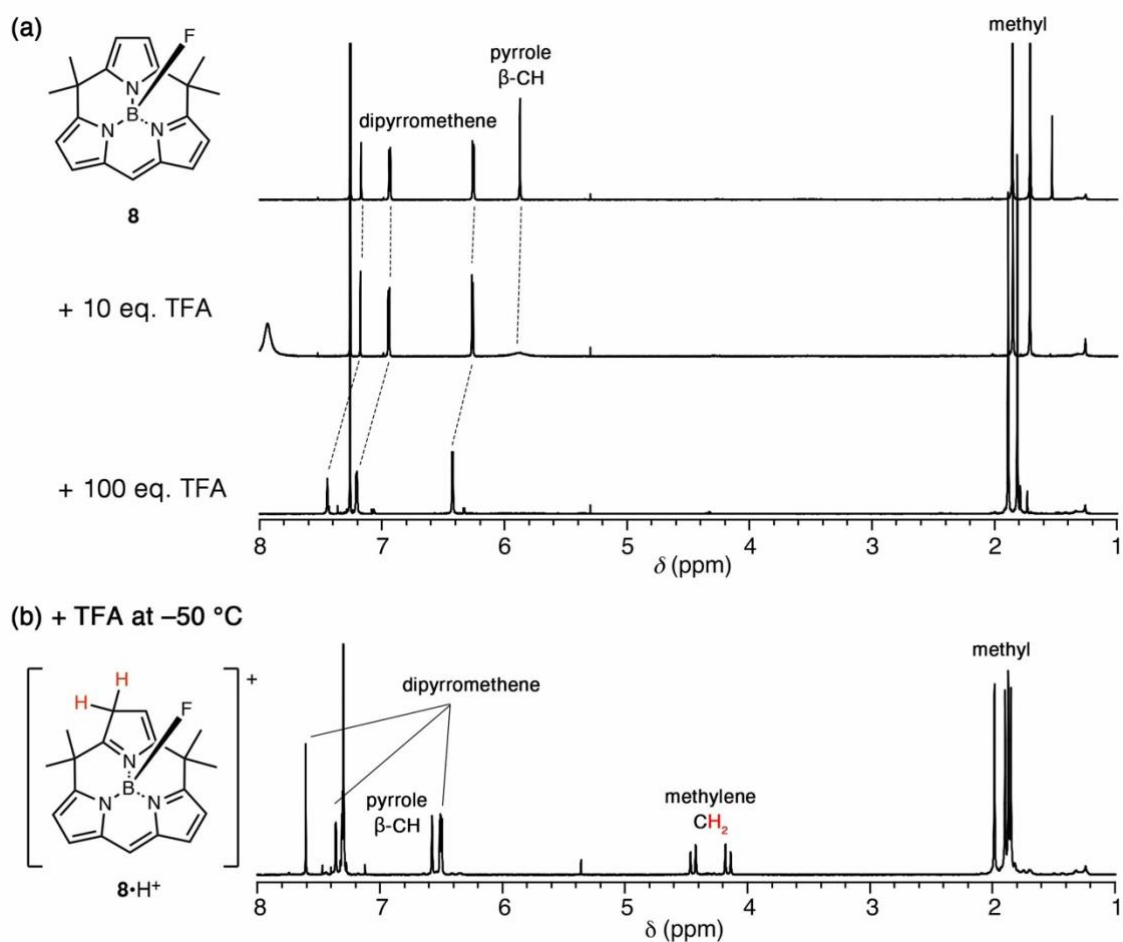 (a)
F
N
B
N
N
8
dipyrromethene
pyrrole
β-CH
methyl
+ 10 eq. TFA
+ 100 eq. TFA
8 7 6 5 4 3 2 1
δ (ppm)
(b) + TFA at –50 °C
H
H
F
N
B
N
N
+
8•H+
dipyrromethene
pyrrole
β-CH
methylene
CH2
methyl
8 7 6 5 4 3 2 1
δ (ppm)